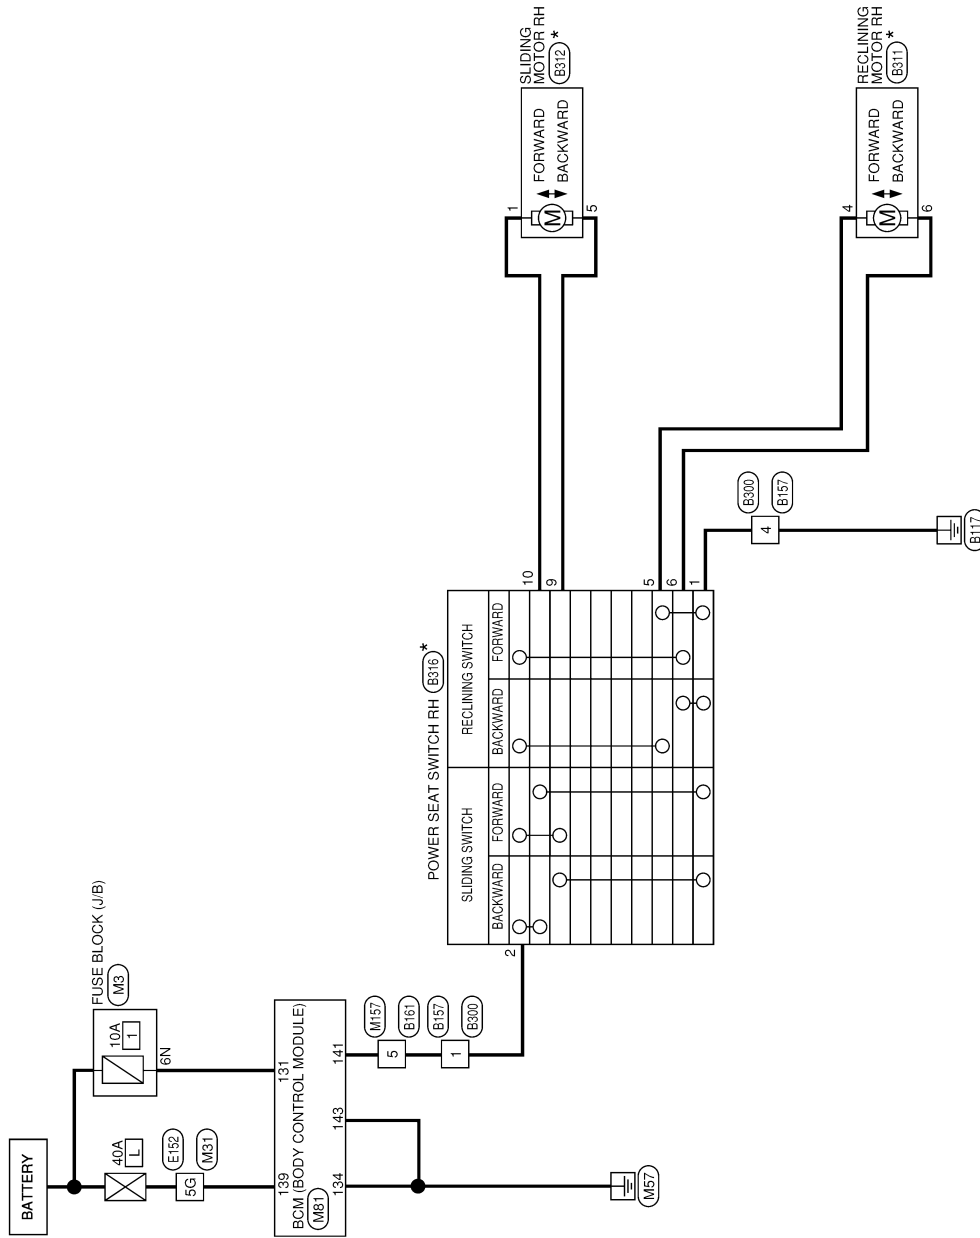 BATTERY
40A
L
5G
E152
M31
139
FUSE BLOCK (J/B)
M3
10A
1
6N
131
BCM (BODY CONTROL MODULE)
M81
134
143
141
M57
5
M157
B161
1
B157
B300
2
POWER SEAT SWITCH RH
B316
*
SLIDING SWITCH
RECLINING SWITCH
BACKWARD
FORWARD
BACKWARD
FORWARD
10
9
5
6
1
4
B300
B157
B117
SLIDING
MOTOR RH
B312
*
FORWARD
BACKWARD
M
1
5
RECLINING
MOTOR RH
B311
*
FORWARD
BACKWARD
M
4
6